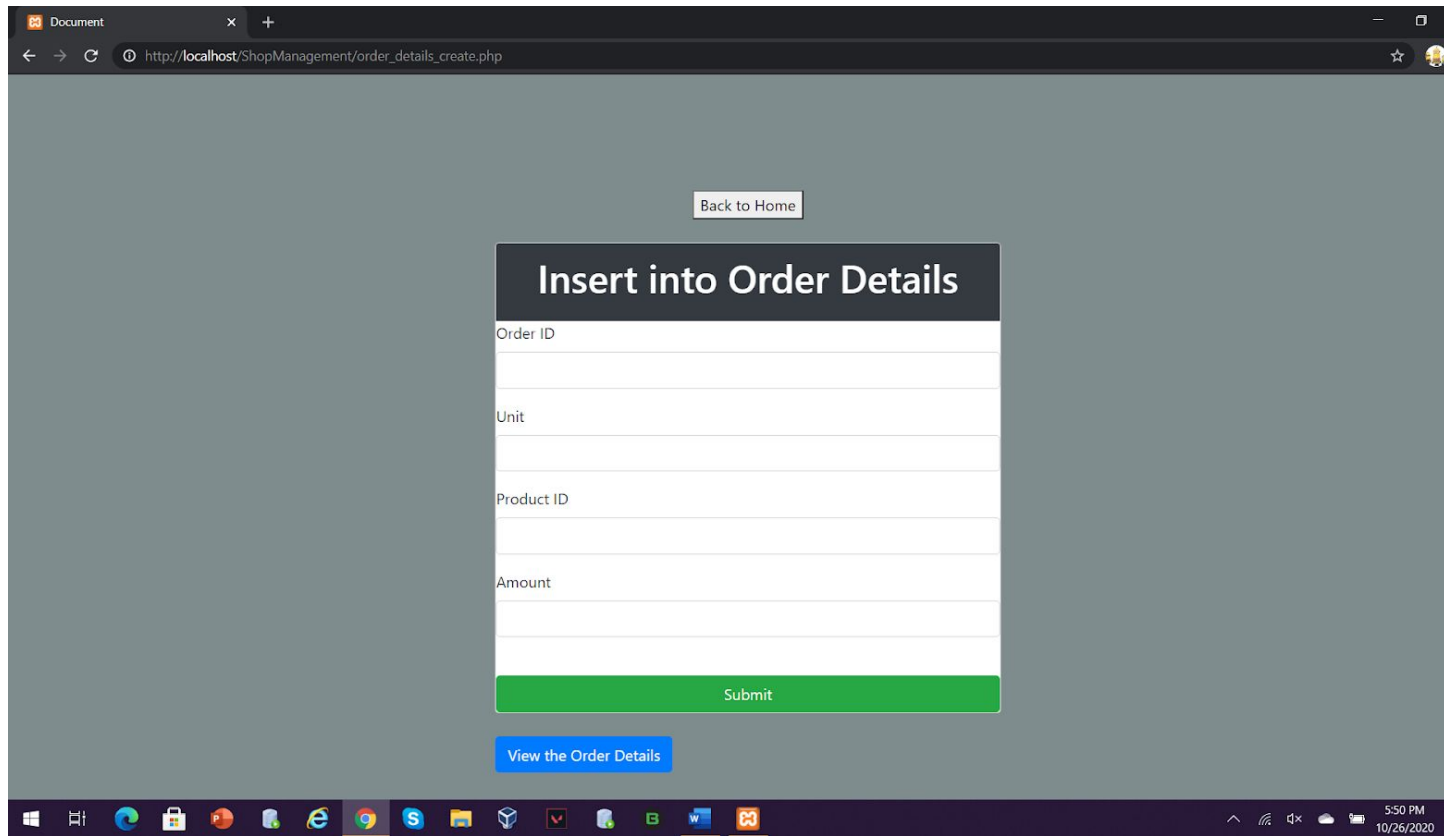 Document
http://localhost/ShopManagement/order_details_create.php
Back to Home
Insert into Order Details
Order ID
Unit
Product ID
Amount
Submit
View the Order Details
5:50 PM
10/26/2020